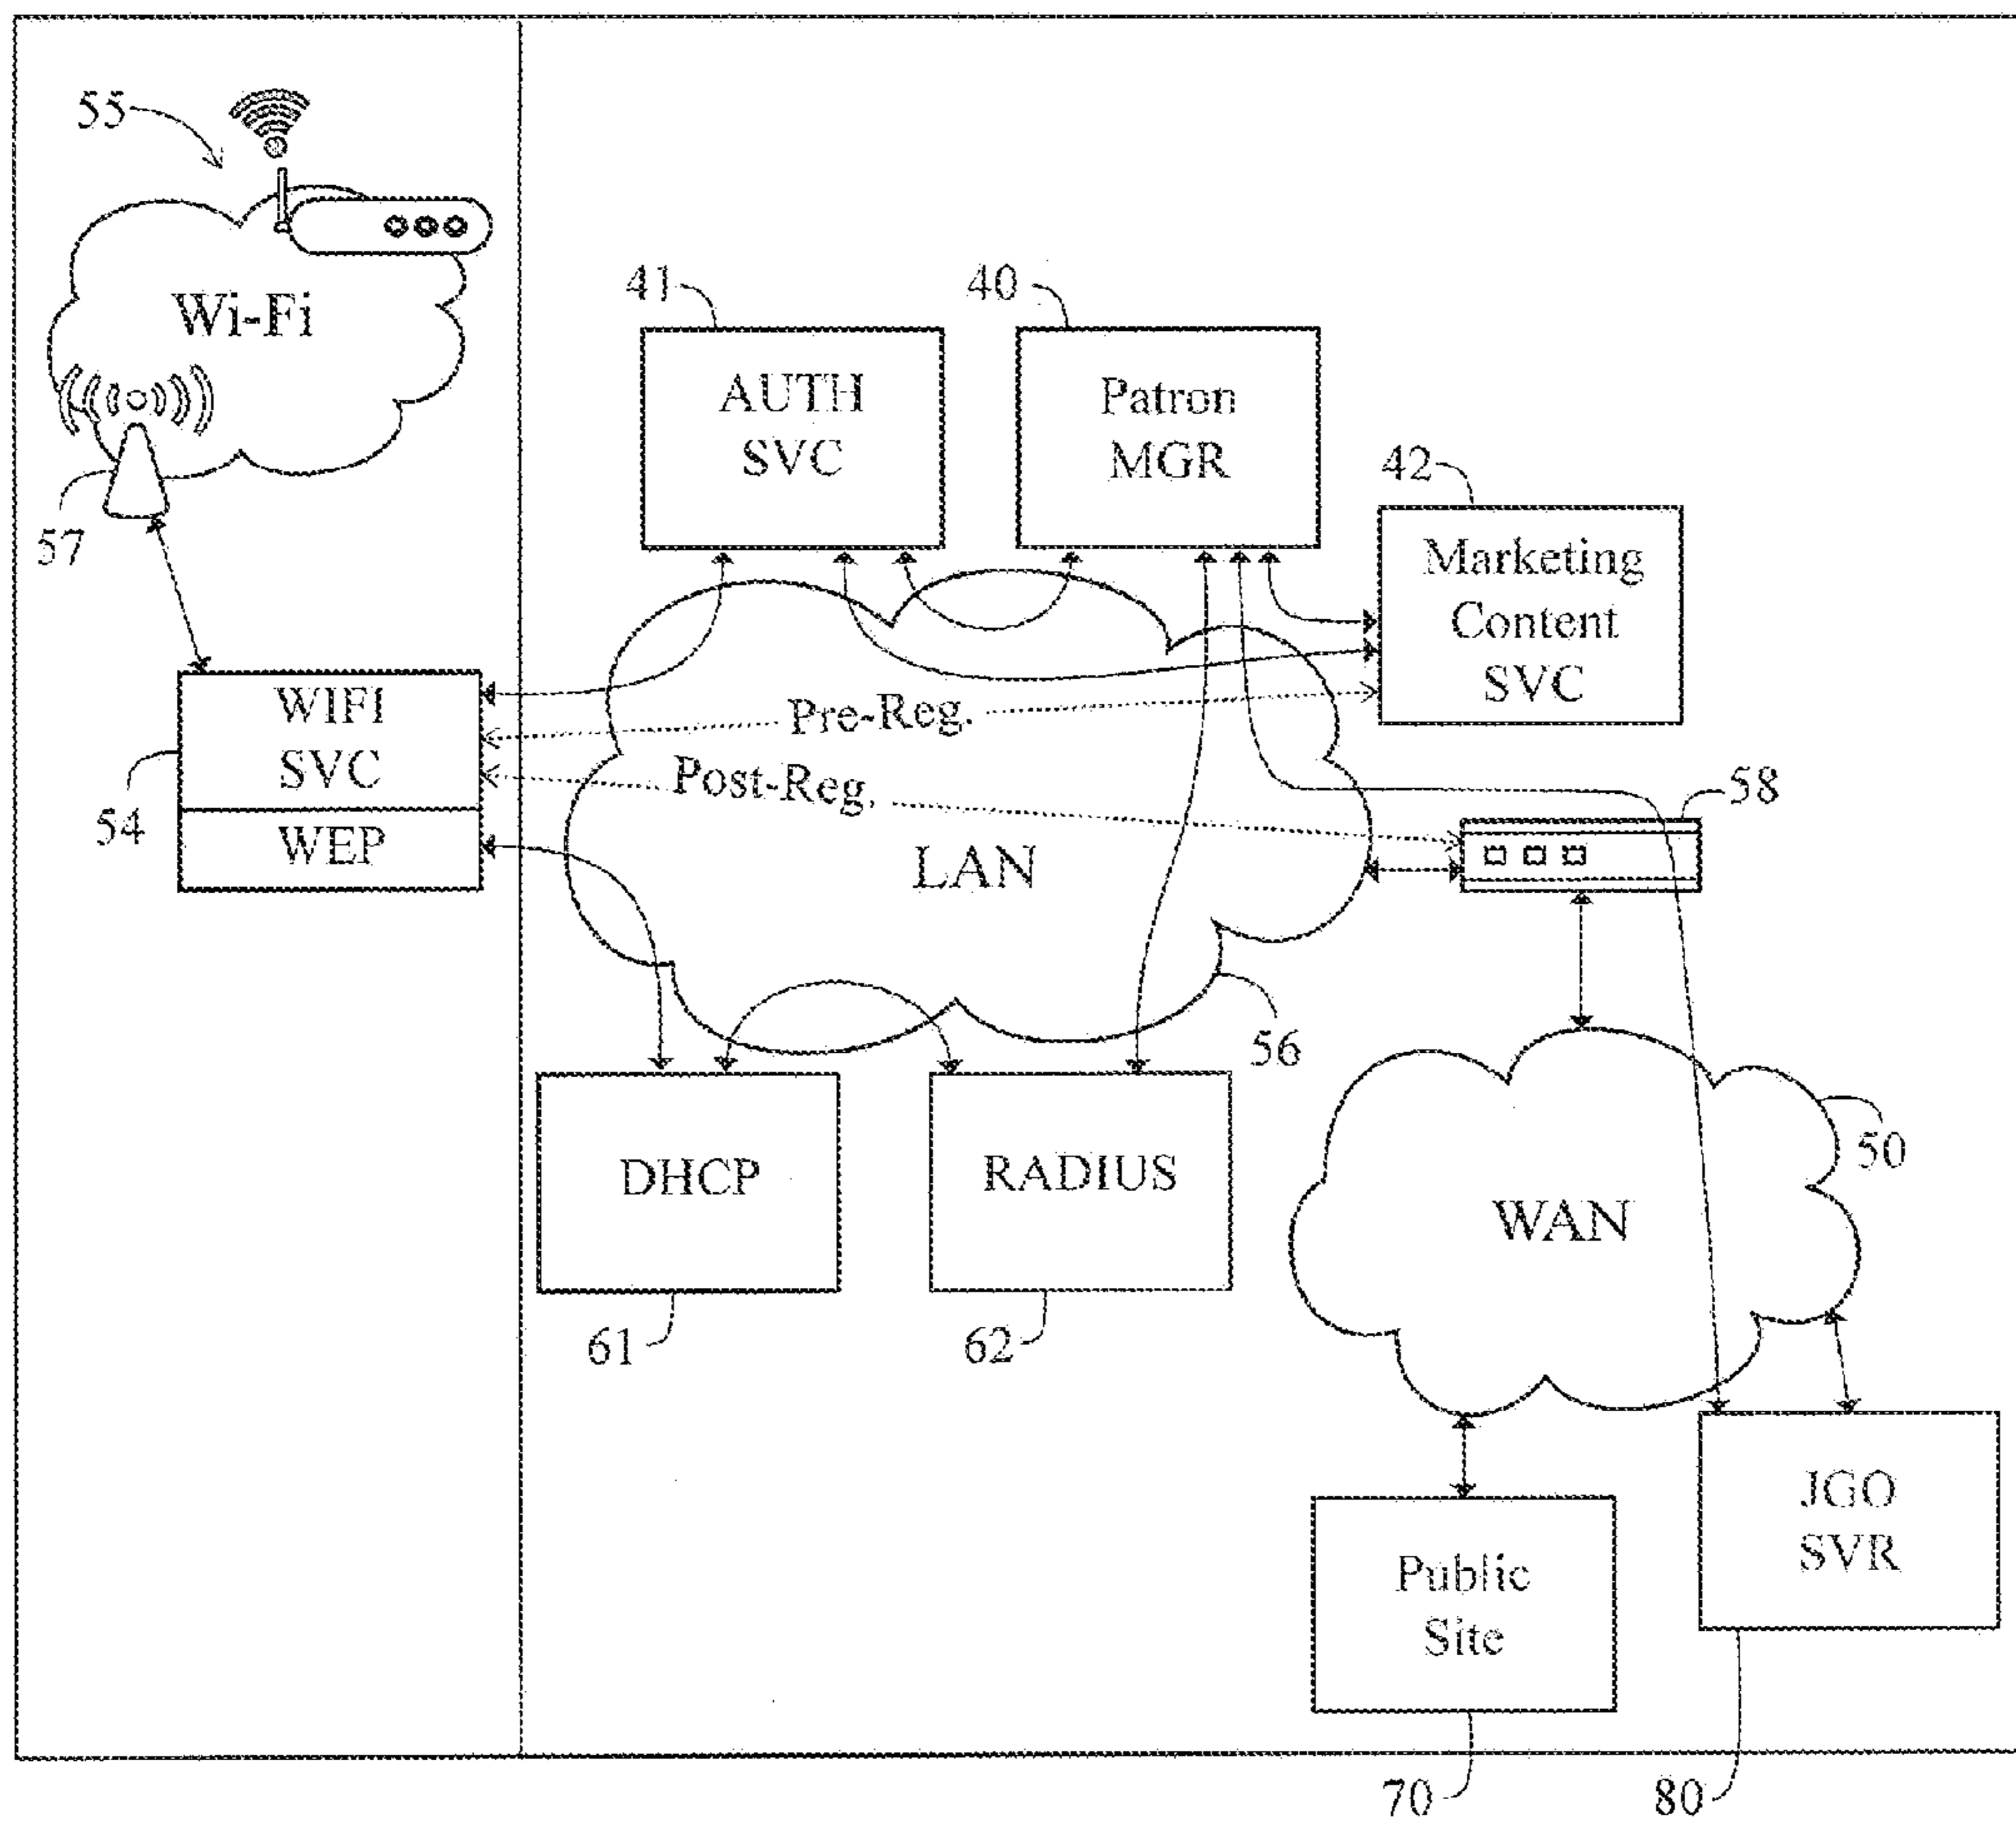 55
Wi-Fi
57
WIFI
SVC
54
WEP
41
AUTH
SVC
40
Patron
MGR
42
Marketing
Content
SVC
Pre-Reg.
Post-Reg.
LAN
58
56
DHCP
61
RADIUS
62
50
WAN
Public
Site
70
JGO
SVR
80